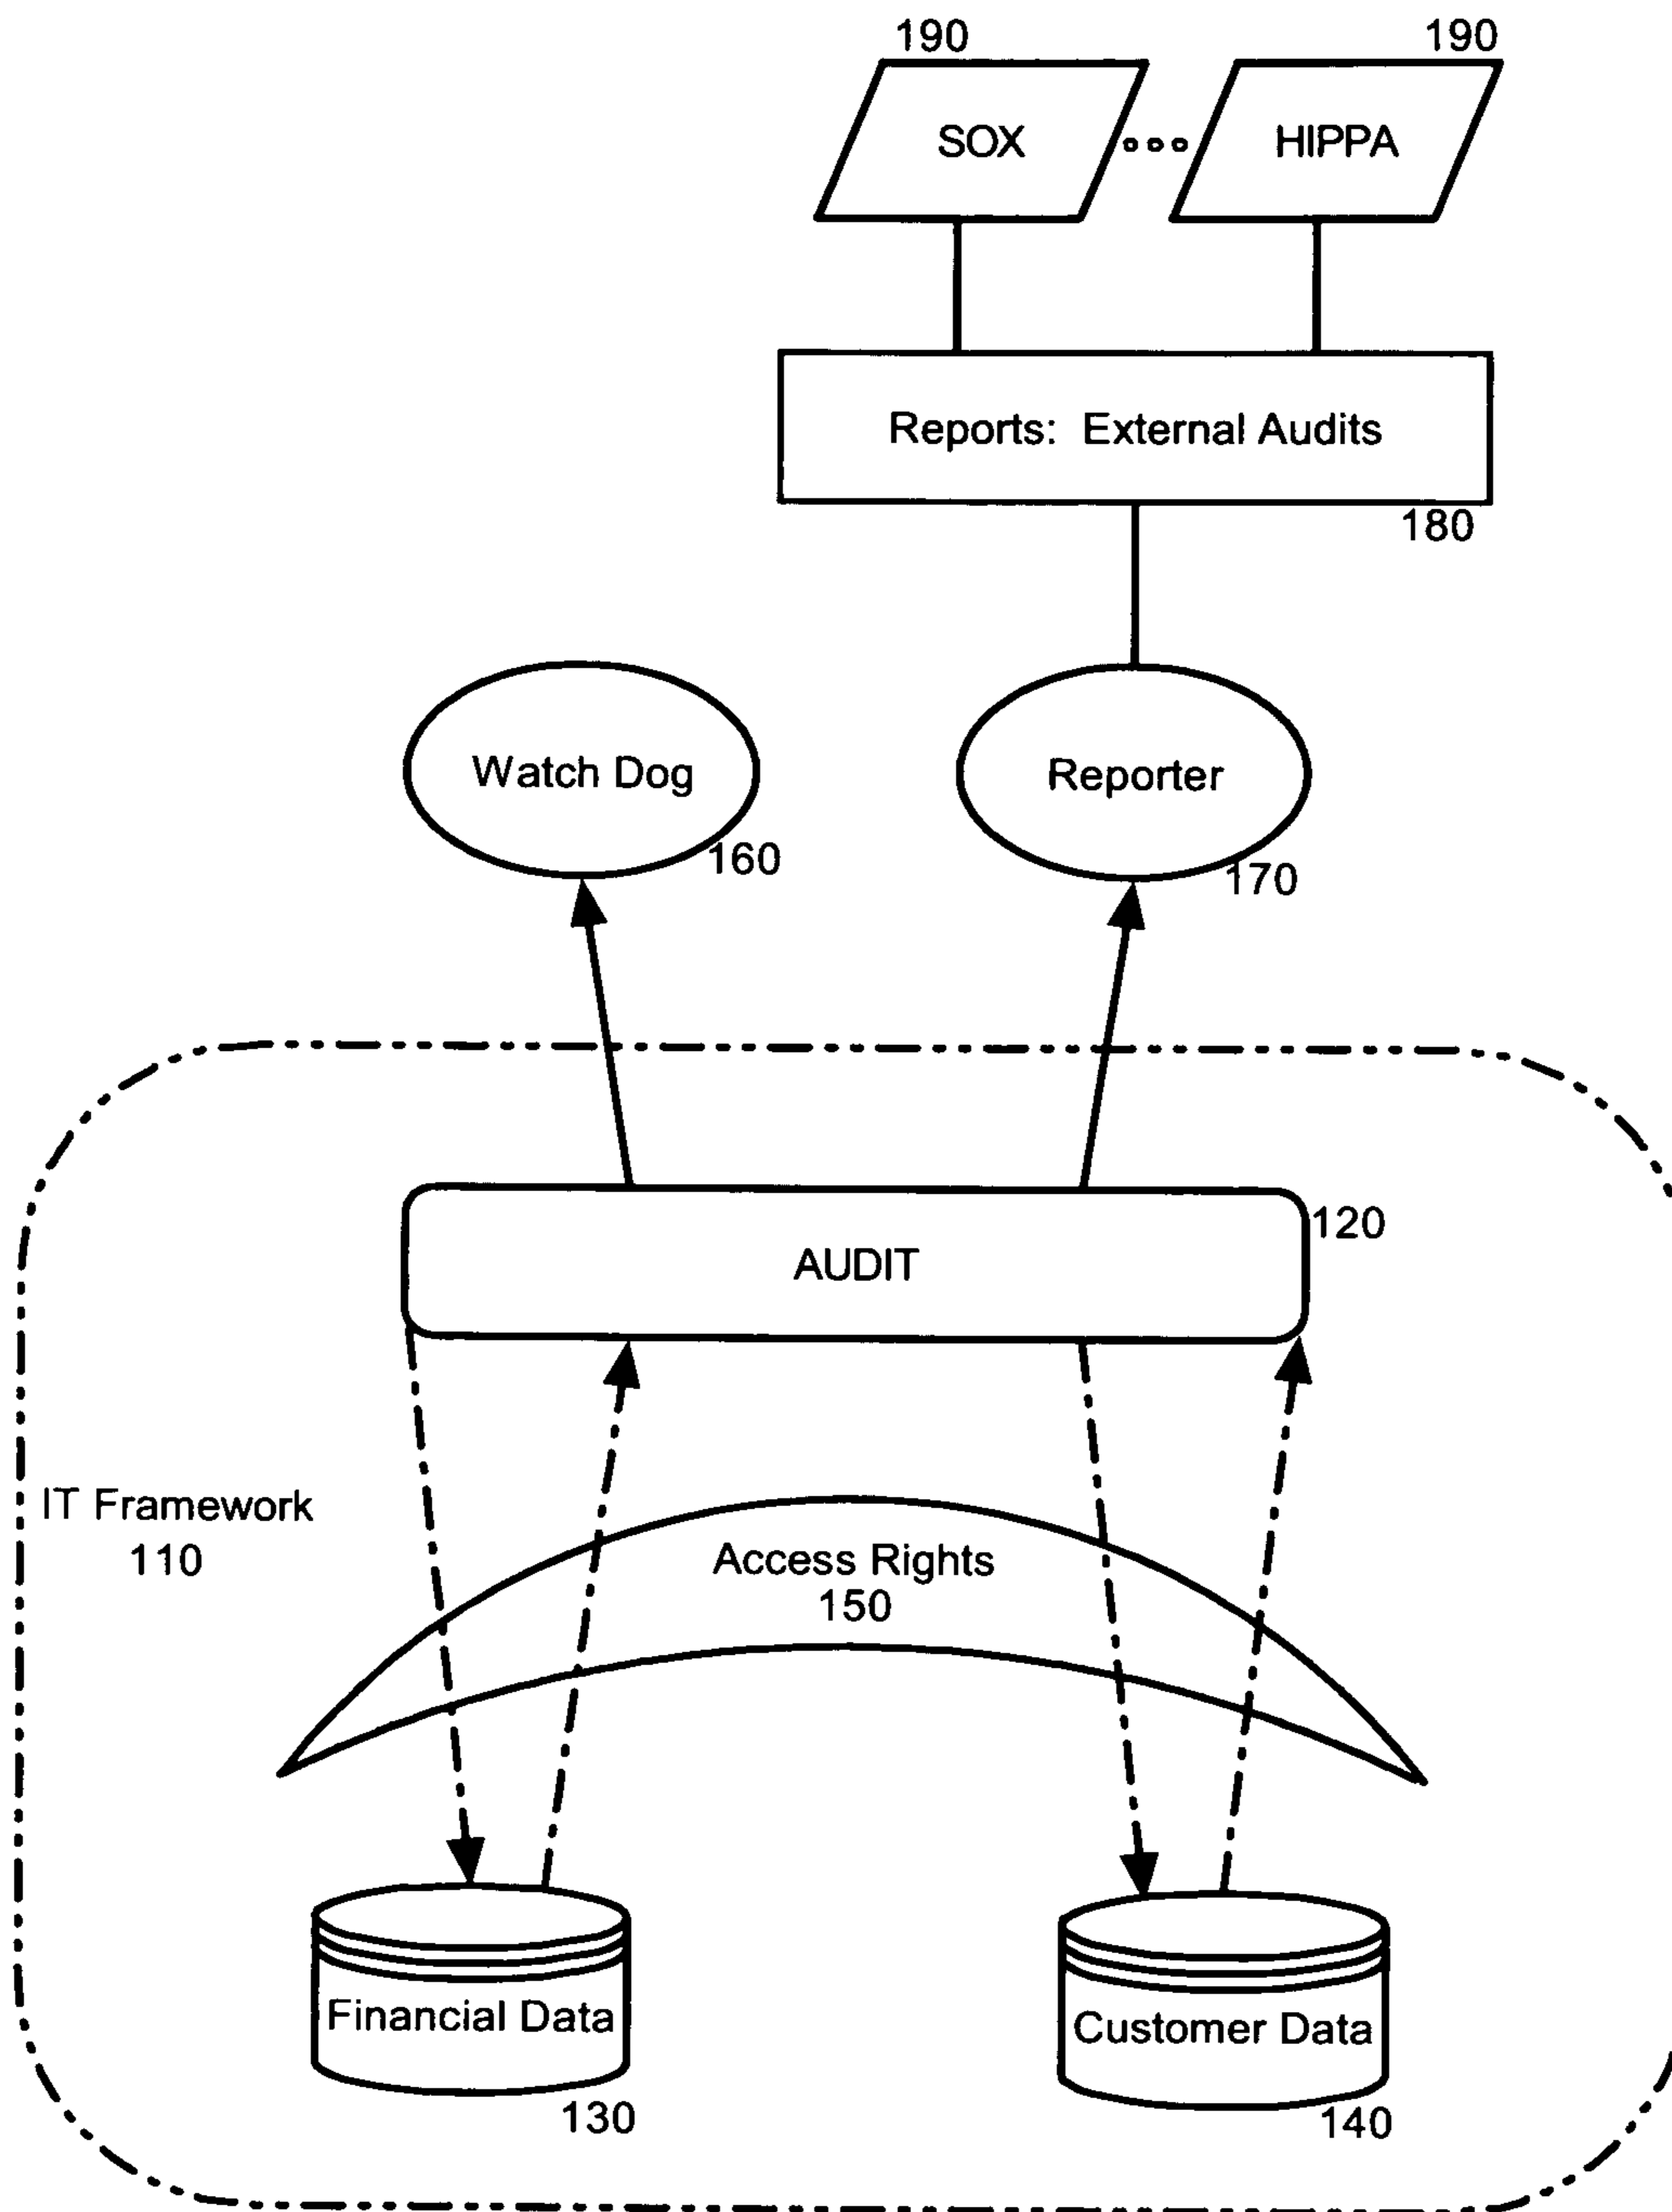 190
190
SOX
HIPPA
Reports: External Audits
180
Watch Dog
160
Reporter
170
120
AUDIT
IT Framework
110
Access Rights
150
Financial Data
130
Customer Data
140